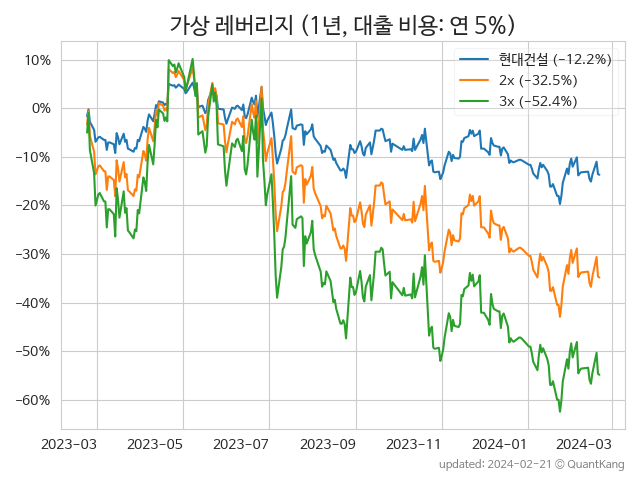 가상 레버리지 (1년, 대출 비용: 연 5%)
현대건설 (-12.2%)
2x (-32.5%)
3x (-52.4%)
10%
0%
-10%
-20%
-30%
-40%
-50%
-60%
2023-03 2023-05 2023-07 2023-09 2023-11 2024-01 2024-03
updated: 2024-02-21 © QuantKang